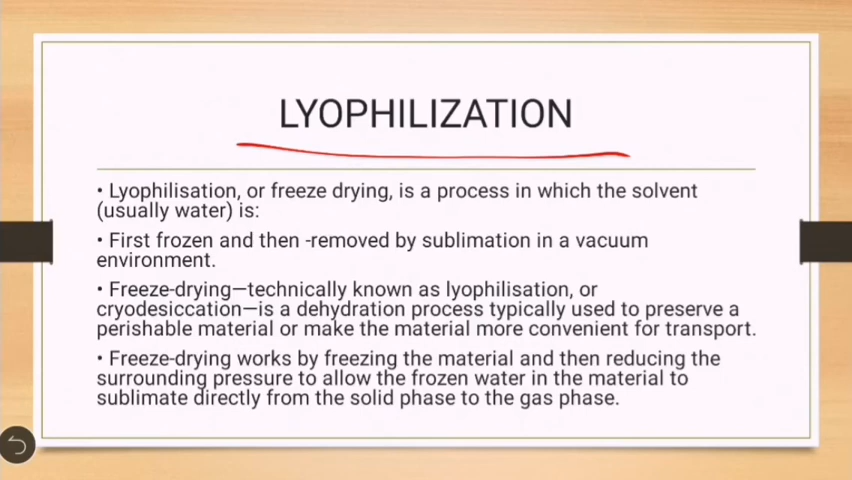 LYOPHILIZATION
• Lyophilisation, or freeze drying, is a process in which the solvent
(usually water) is:
• First frozen and then -removed by sublimation in a vacuum
environment.
• Freeze-drying—technically known as lyophilisation, or
cryodesiccation—is a dehydration process typically used to preserve a
perishable material or make the material more convenient for transport.
• Freeze-drying works by freezing the material and then reducing the
surrounding pressure to allow the frozen water in the material to
sublimate directly from the solid phase to the gas phase.